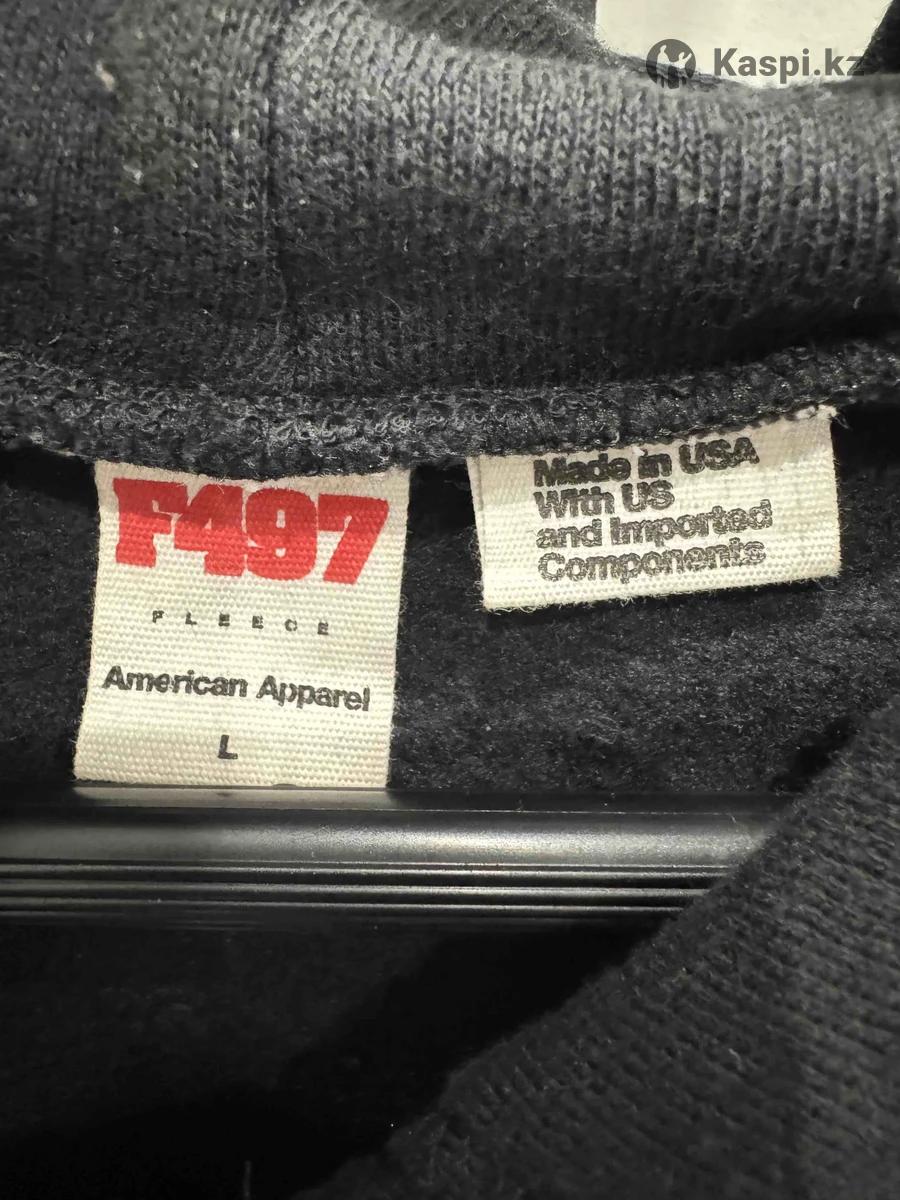 Kaspi.kz
F497
FLEECE
American Apparel
L
Made in USA
With US
and Imported
Components